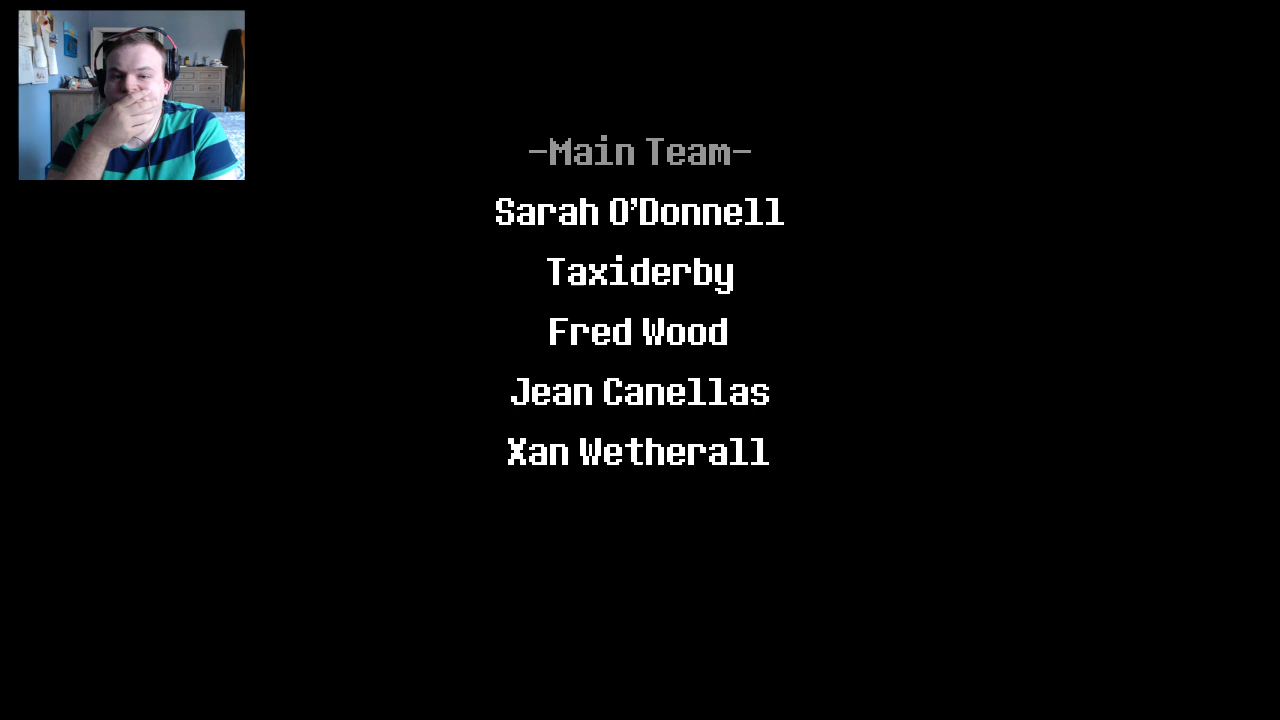 -Main Team-
Sarah O'Donnell
Taxiderby
Fred Wood
Jean Canellas
Xan Wetherall